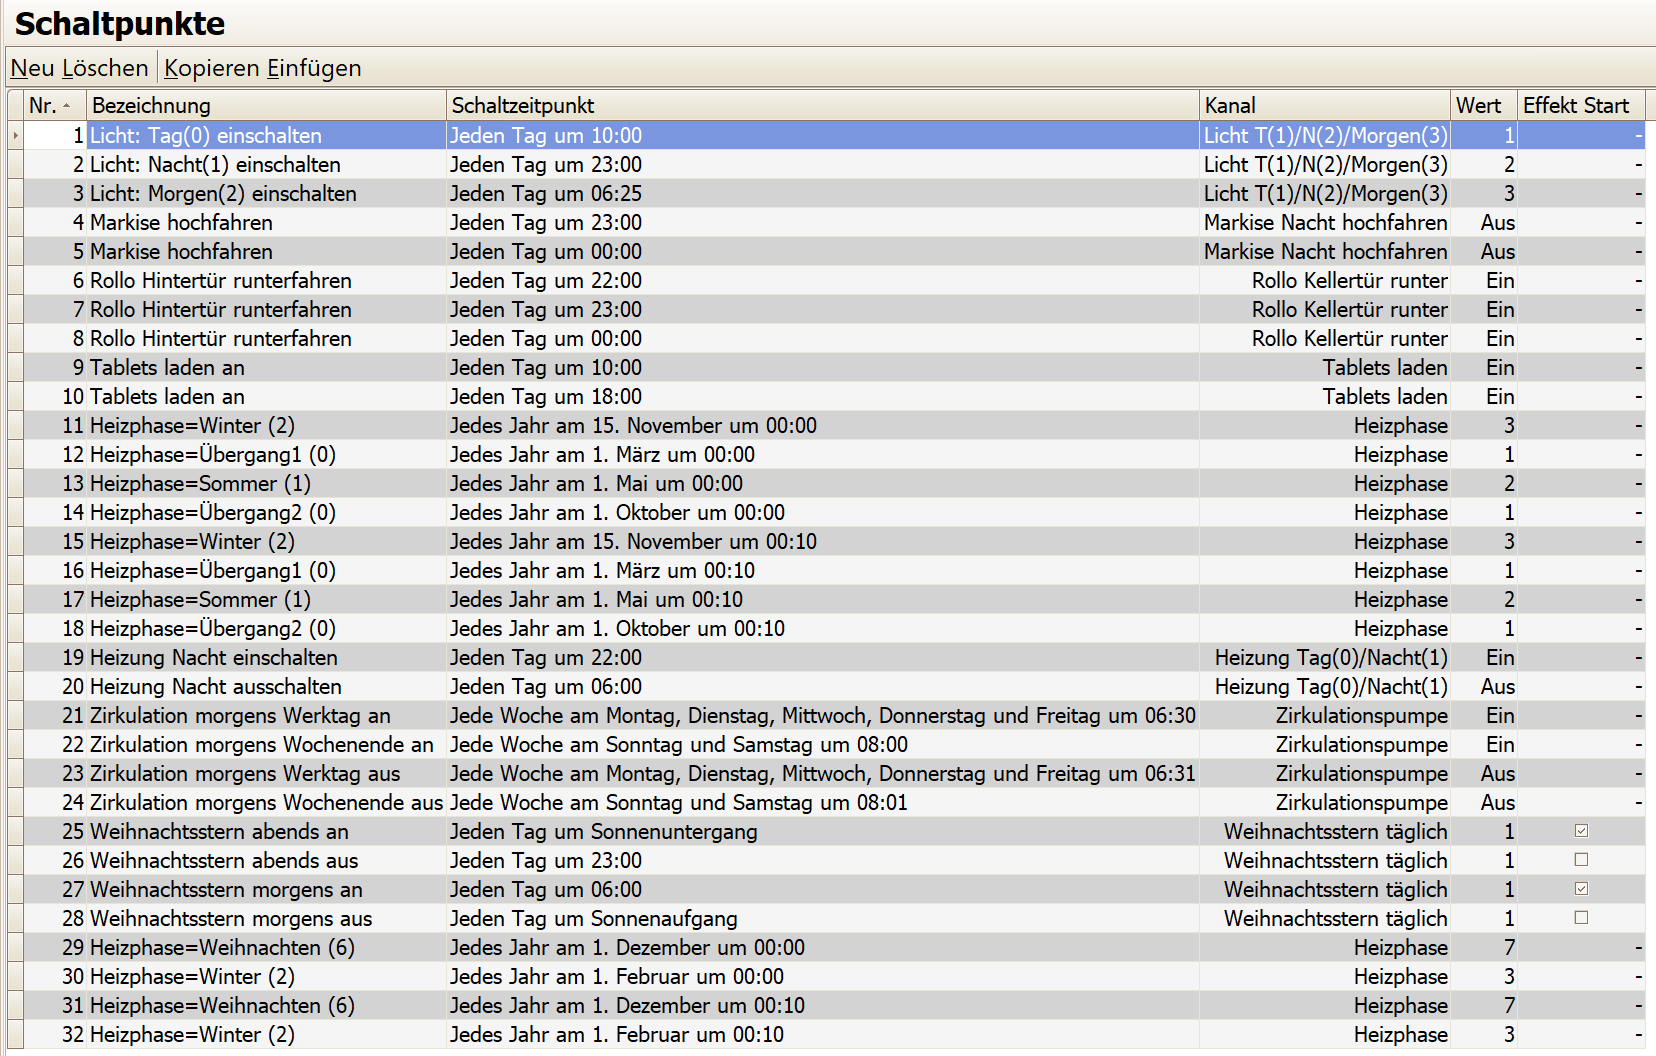 Schaltpunkte
Neu Löschen Kopieren Einfügen
Nr. Bezeichnung Schaltzeitpunkt Kanal Wert Effekt Start
1 Licht: Tag(0) einschalten Jeden Tag um 10:00 Licht T(1)/N(2)/Morgen(3) 1 -
2 Licht: Nacht(1) einschalten Jeden Tag um 23:00 Licht T(1)/N(2)/Morgen(3) 2 -
3 Licht: Morgen(2) einschalten Jeden Tag um 06:25 Licht T(1)/N(2)/Morgen(3) 3 -
4 Markise hochfahren Jeden Tag um 23:00 Markise Nacht hochfahren Aus -
5 Markise hochfahren Jeden Tag um 00:00 Markise Nacht hochfahren Aus -
6 Rollo Hintertür runterfahren Jeden Tag um 22:00 Rollo Kellertür runter Ein -
7 Rollo Hintertür runterfahren Jeden Tag um 23:00 Rollo Kellertür runter Ein -
8 Rollo Hintertür runterfahren Jeden Tag um 00:00 Rollo Kellertür runter Ein -
9 Tablets laden an Jeden Tag um 10:00 Tablets laden Ein -
10 Tablets laden an Jeden Tag um 18:00 Tablets laden Ein -
11 Heizphase=Winter (2) Jedes Jahr am 15. November um 00:00 Heizphase 3 -
12 Heizphase=Übergang1 (0) Jedes Jahr am 1. März um 00:00 Heizphase 1 -
13 Heizphase=Sommer (1) Jedes Jahr am 1. Mai um 00:00 Heizphase 2 -
14 Heizphase=Übergang2 (0) Jedes Jahr am 1. Oktober um 00:00 Heizphase 1 -
15 Heizphase=Winter (2) Jedes Jahr am 15. November um 00:10 Heizphase 3 -
16 Heizphase=Übergang1 (0) Jedes Jahr am 1. März um 00:10 Heizphase 1 -
17 Heizphase=Sommer (1) Jedes Jahr am 1. Mai um 00:10 Heizphase 2 -
18 Heizphase=Übergang2 (0) Jedes Jahr am 1. Oktober um 00:10 Heizphase 1 -
19 Heizung Nacht einschalten Jeden Tag um 22:00 Heizung Tag(0)/Nacht(1) Ein -
20 Heizung Nacht ausschalten Jeden Tag um 06:00 Heizung Tag(0)/Nacht(1) Aus -
21 Zirkulation morgens Werktag an Jede Woche am Montag, Dienstag, Mittwoch, Donnerstag und Freitag um 06:30 Zirkulationspumpe Ein -
22 Zirkulation morgens Wochenende an Jede Woche am Sonntag und Samstag um 08:00 Zirkulationspumpe Ein -
23 Zirkulation morgens Werktag aus Jede Woche am Montag, Dienstag, Mittwoch, Donnerstag und Freitag um 06:31 Zirkulationspumpe Aus -
24 Zirkulation morgens Wochenende aus Jede Woche am Sonntag und Samstag um 08:01 Zirkulationspumpe Aus -
25 Weihnachtsstern abends an Jeden Tag um Sonnenuntergang Weihnachtsstern täglich 1
26 Weihnachtsstern abends aus Jeden Tag um 23:00 Weihnachtsstern täglich 1
27 Weihnachtsstern morgens an Jeden Tag um 06:00 Weihnachtsstern täglich 1
28 Weihnachtsstern morgens aus Jeden Tag um Sonnenaufgang Weihnachtsstern täglich 1
29 Heizphase=Weihnachten (6) Jedes Jahr am 1. Dezember um 00:00 Heizphase 7 -
30 Heizphase=Winter (2) Jedes Jahr am 1. Februar um 00:00 Heizphase 3 -
31 Heizphase=Weihnachten (6) Jedes Jahr am 1. Dezember um 00:10 Heizphase 7 -
32 Heizphase=Winter (2) Jedes Jahr am 1. Februar um 00:10 Heizphase 3 -